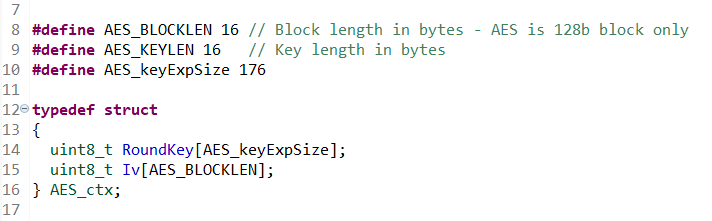 7
8 #define AES_BLOCKLEN 16 // Block length in bytes - AES is 128b block only
9 #define AES_KEYLEN 16   // Key length in bytes
10 #define AES_keyExpSize 176
11
12 typedef struct
13 {
14   uint8_t RoundKey[AES_keyExpSize];
15   uint8_t Iv[AES_BLOCKLEN];
16 } AES_ctx;
17